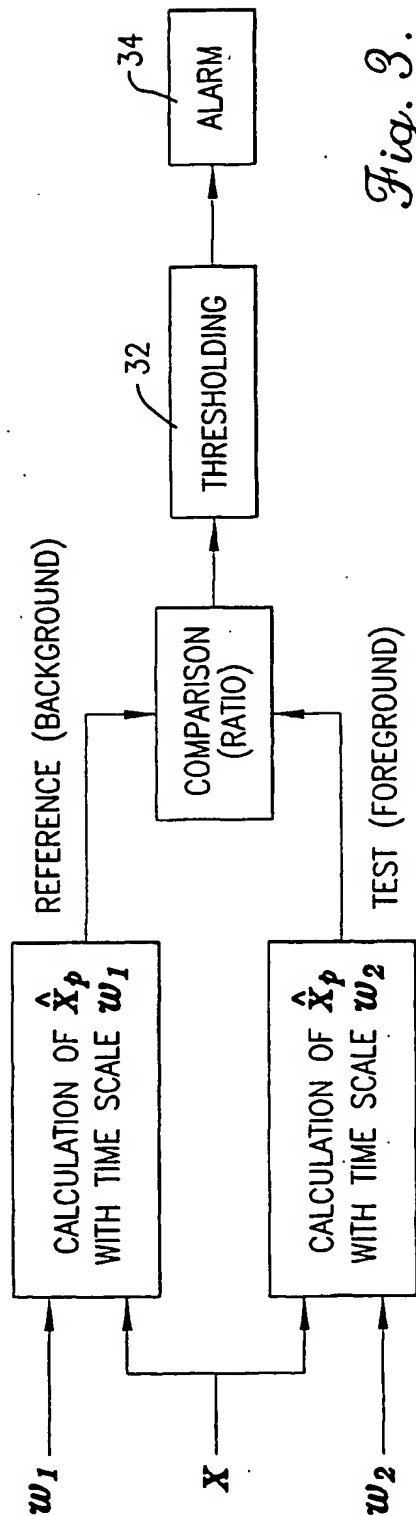 w₁
X
w₂
CALCULATION OF X̂ₚ
WITH TIME SCALE w₁
CALCULATION OF X̂ₚ
WITH TIME SCALE w₂
REFERENCE (BACKGROUND)
TEST (FOREGROUND)
COMPARISON
(RATIO)
32
THRESHOLDING
34
ALARM
Fig. 3.